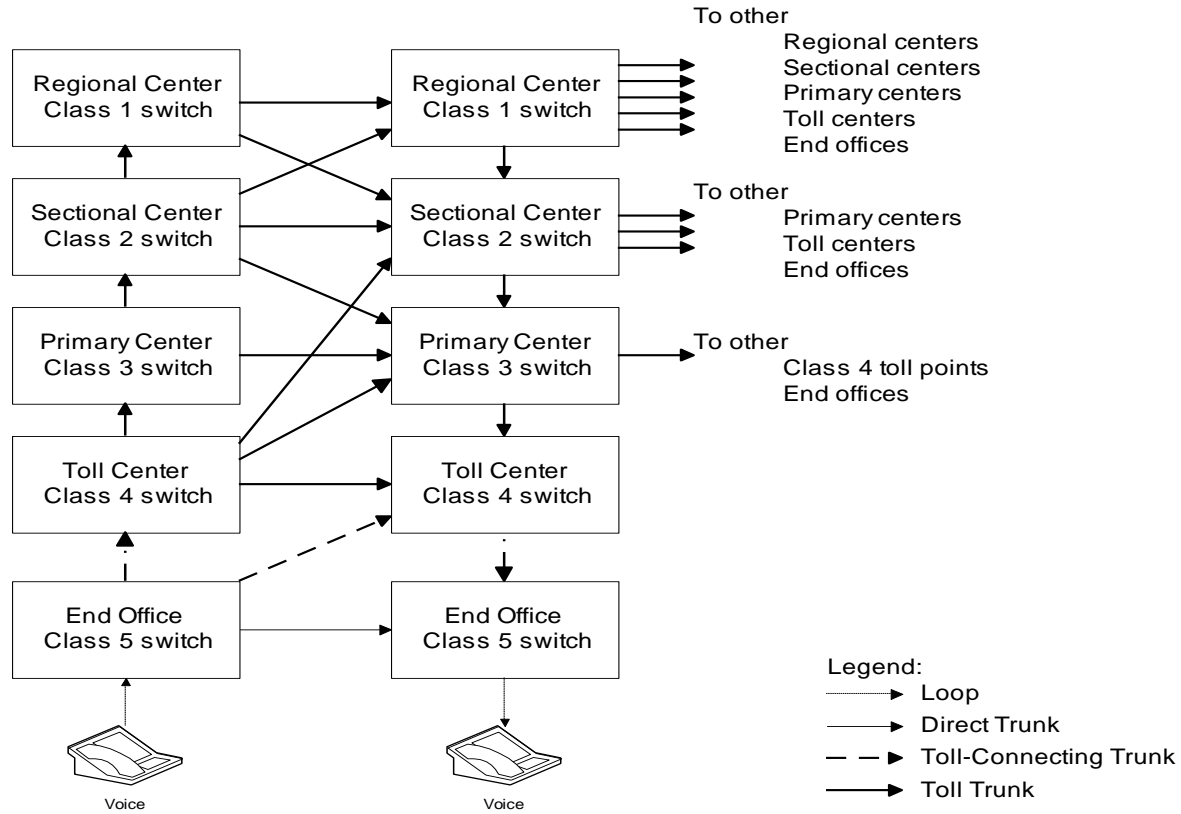 To other
Regional centers
Sectional centers
Primary centers
Toll centers
End offices
Regional Center
Class 1 switch
Regional Center
Class 1 switch
To other
Primary centers
Toll centers
End offices
Sectional Center
Class 2 switch
Sectional Center
Class 2 switch
To other
Class 4 toll points
End offices
Primary Center
Class 3 switch
Primary Center
Class 3 switch
Toll Center
Class 4 switch
Toll Center
Class 4 switch
End Office
Class 5 switch
End Office
Class 5 switch
Voice
Voice
Legend:
Loop
Direct Trunk
Toll-Connecting Trunk
Toll Trunk